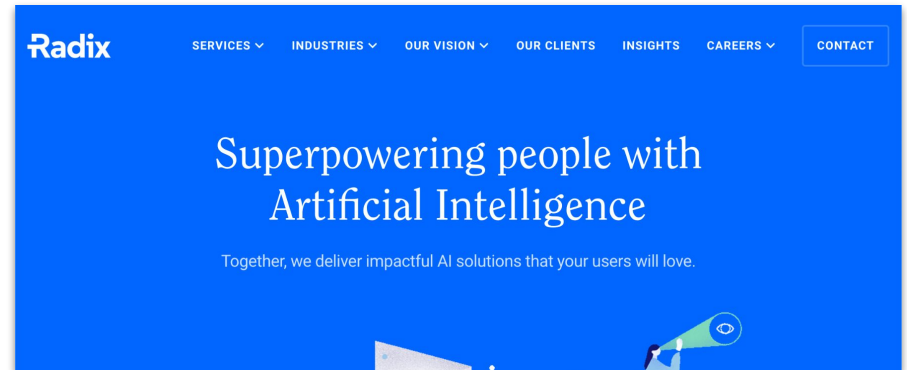 Radix
SERVICES
INDUSTRIES
OUR VISION
OUR CLIENTS
INSIGHTS
CAREERS
CONTACT
Superpowering people with
Artificial Intelligence
Together, we deliver impactful AI solutions that your users will love.